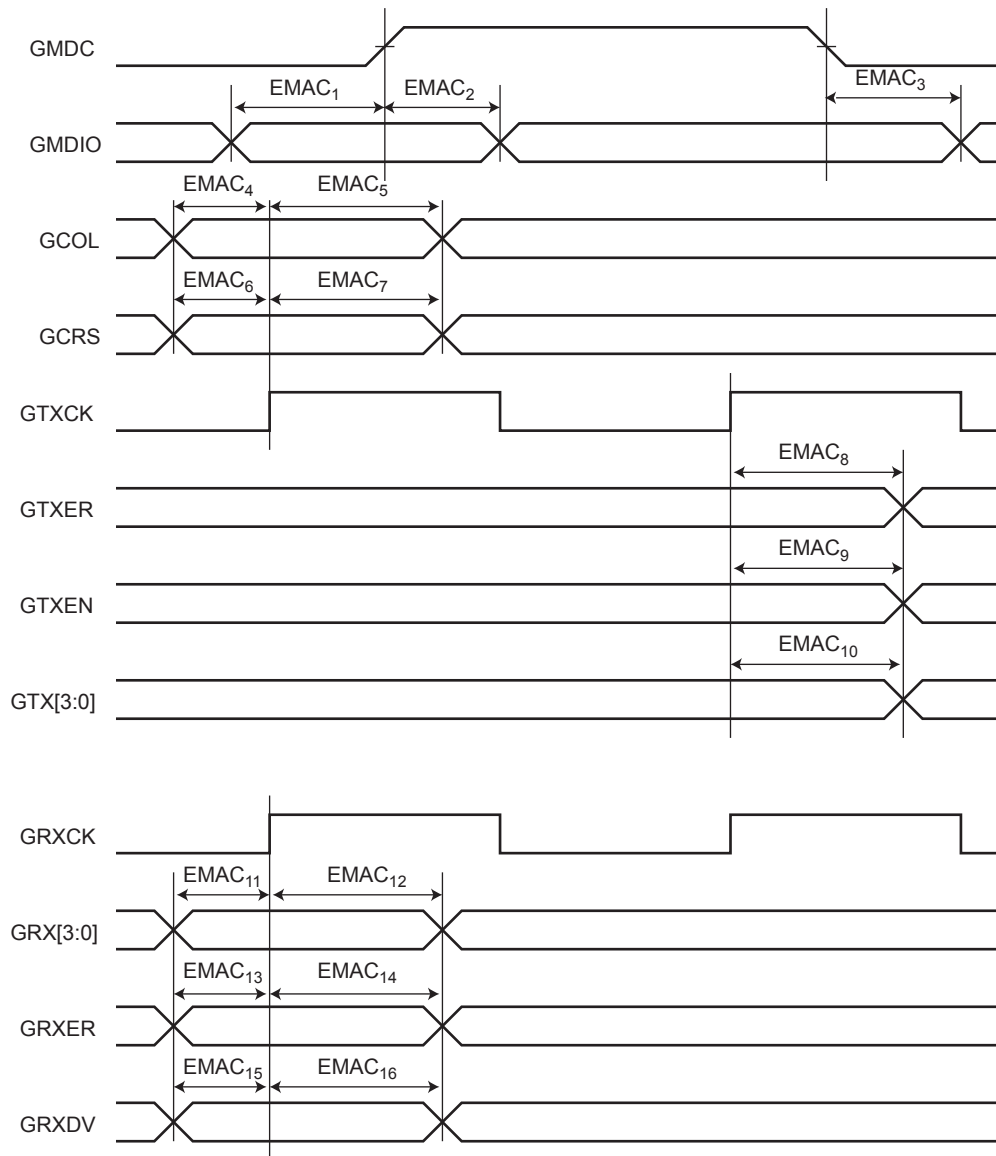 GMDC
EMAC1 EMAC2 EMAC3
GMDIO
EMAC4 EMAC5
GCOL
EMAC6 EMAC7
GCRS
GTXCK
EMAC8
GTXER
EMAC9
GTXEN
EMAC10
GTX[3:0]
GRXCK
EMAC11 EMAC12
GRX[3:0]
EMAC13 EMAC14
GRXER
EMAC15 EMAC16
GRXDV